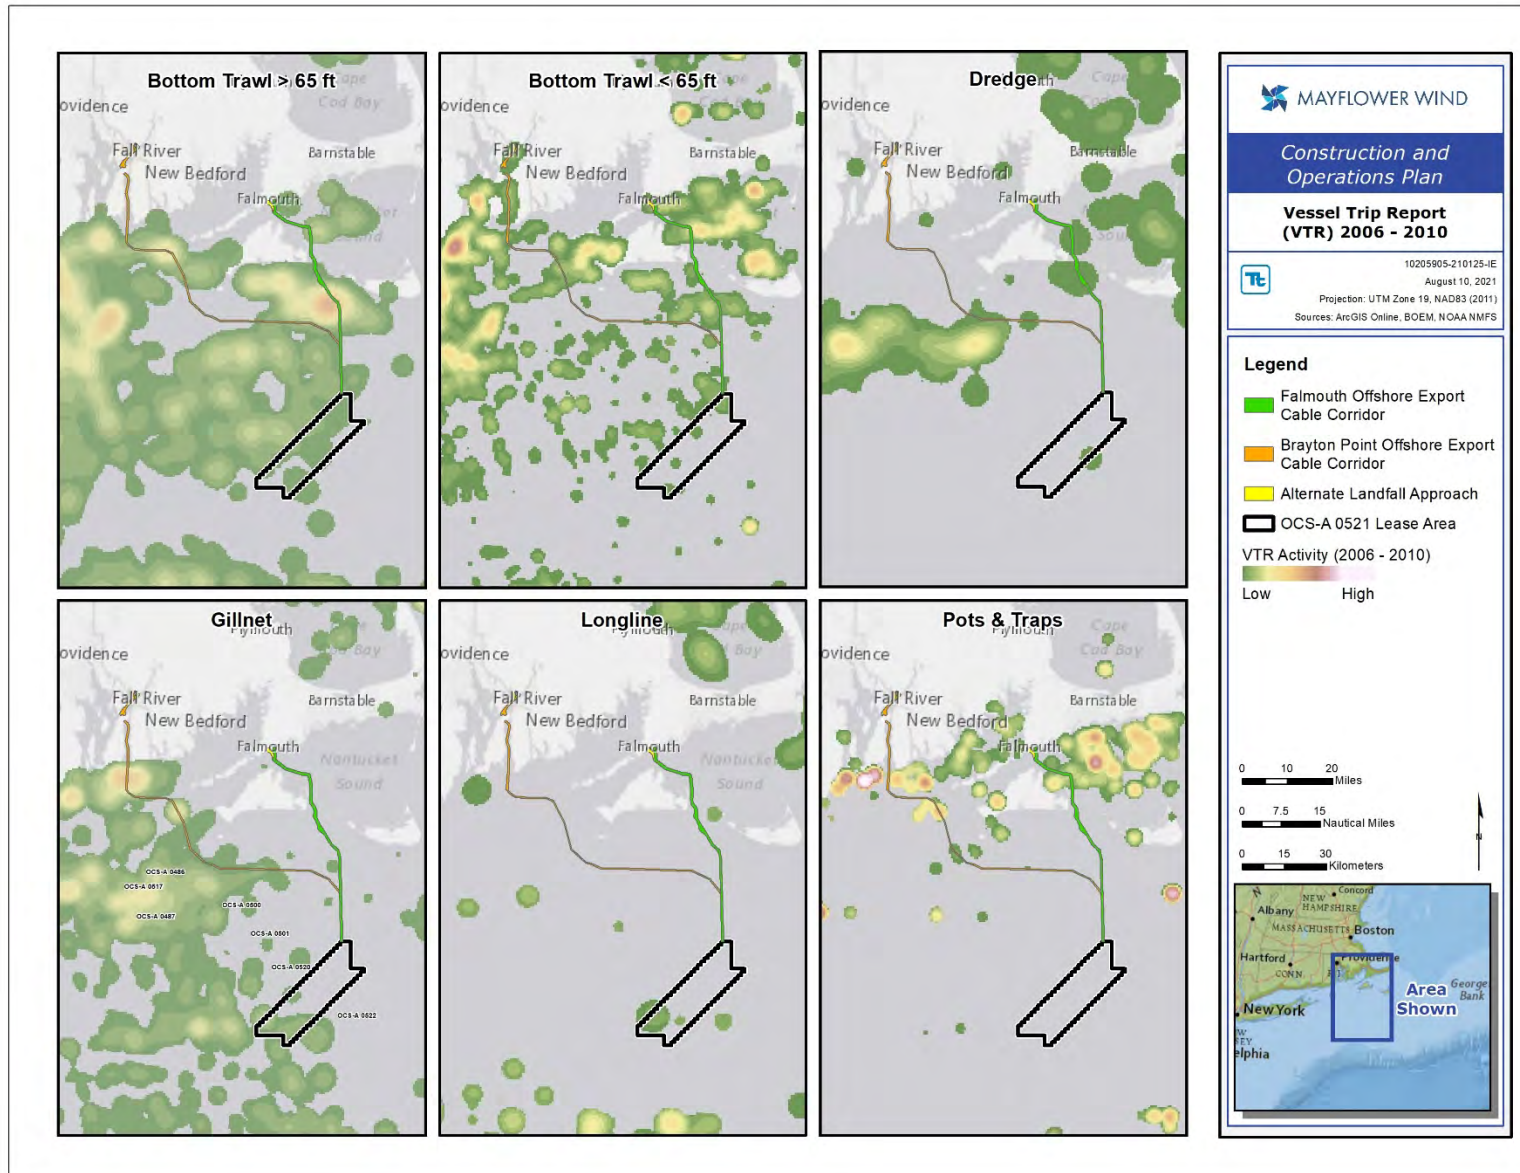 Bottom Trawl > 65 ft
Cape
Cod Bay
ovidence
Fall River
New Bedford
Barnstable
Falmouth
Bottom Trawl < 65 ft
ovidence
Fall River
New Bedford
Barnstable
Falmouth
Dredge
Cape
Cod Bay
ovidence
Fall River
New Bedford
Barnstable
Falmouth
Gillnet
Plymouth
ovidence
Fall River
New Bedford
Barnstable
Falmouth
Nantucket
Sound
OCS-A 0486
OCS-A 0517
OCS-A 0487
OCS-A 0500
OCS-A 0501
OCS-A 0520
OCS-A 0522
Longline
ovidence
Fall River
New Bedford
Barnstable
Falmouth
Nantucket
Sound
Pots & Traps
Cape
Cod Bay
ovidence
Fall River
New Bedford
Barnstable
Falmouth
MAYFLOWER WIND
Construction and
Operations Plan
Vessel Trip Report
(VTR) 2006 - 2010
Tt
10205905-210125-IE
August 10, 2021
Projection: UTM Zone 19, NAD83 (2011)
Sources: ArcGIS Online, BOEM, NOAA NMFS
Legend
Falmouth Offshore Export
Cable Corridor
Brayton Point Offshore Export
Cable Corridor
Alternate Landfall Approach
OCS-A 0521 Lease Area
VTR Activity (2006 - 2010)
Low High
0 10 20
Miles
0 7.5 15
Nautical Miles
0 15 30
Kilometers
N
Concord
NEW
HAMPSHIRE
Albany
MASSACHUSETTS
Boston
Hartford
Providence
CONN.
R.I.
New York
elphia
George
Bank
Area
Shown